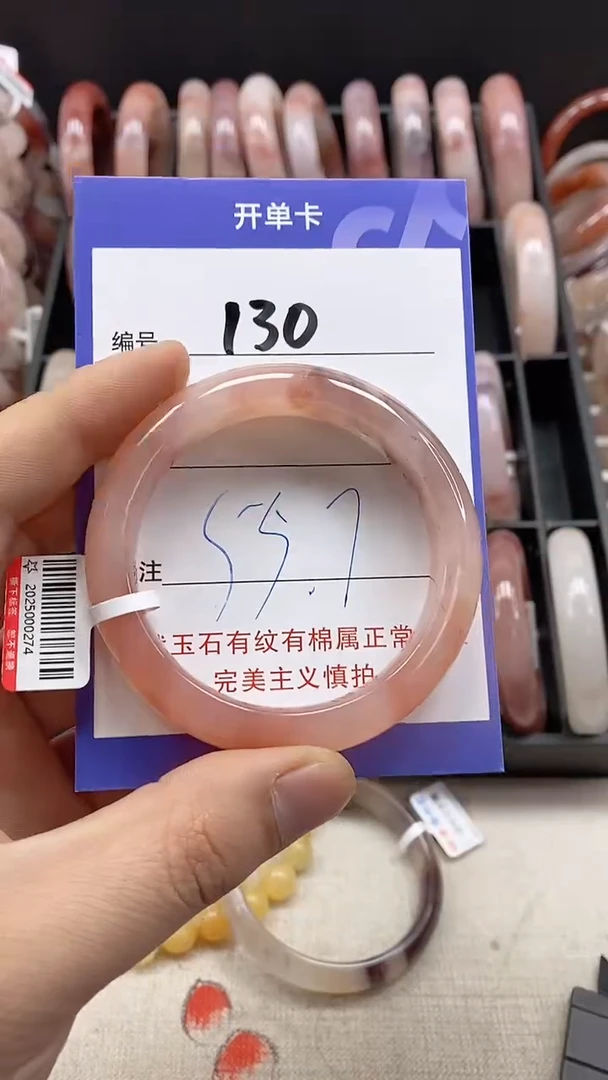 开单卡
编号 130
55.7
注
玉石有纹有棉属正常
完美主义慎拍
2025000274